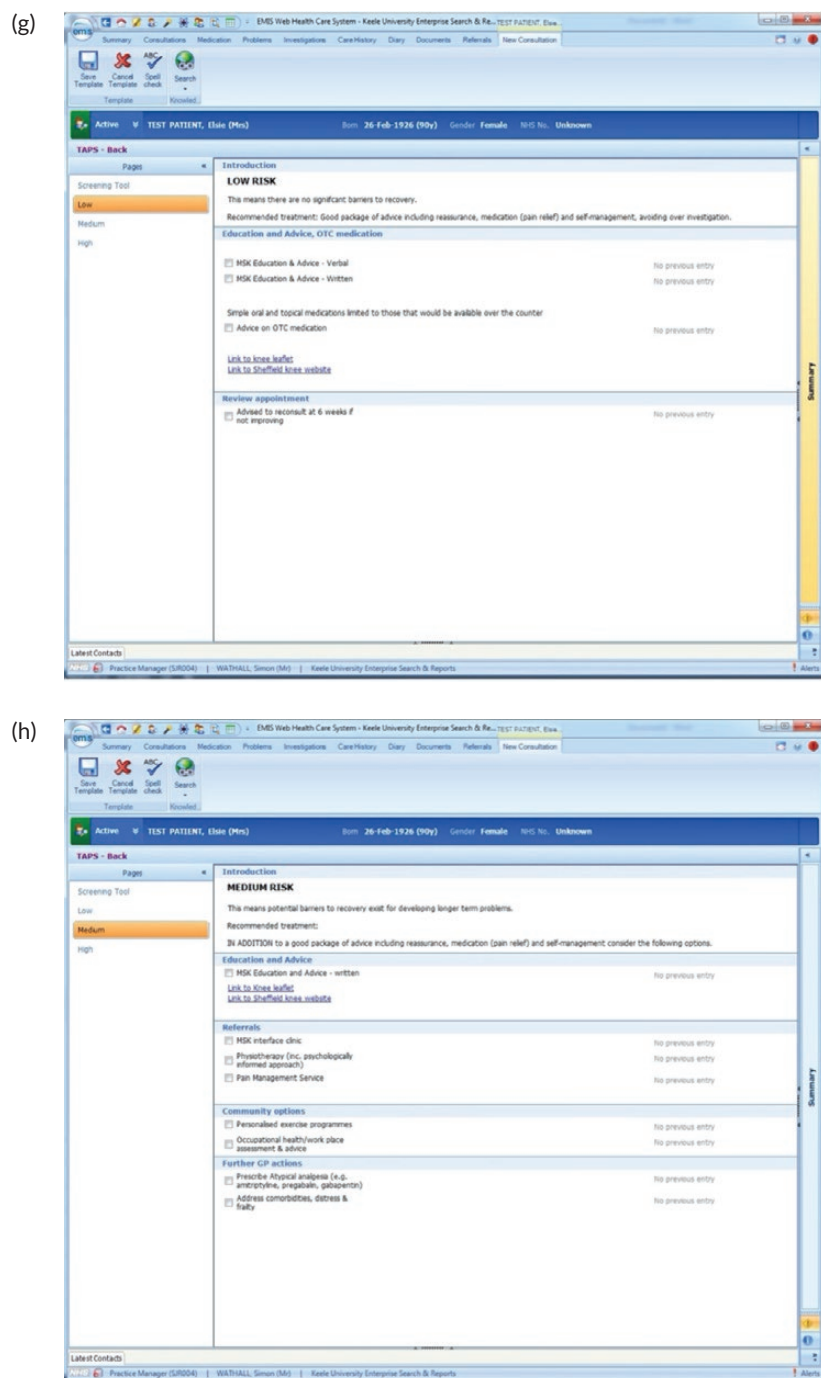 (g)
EMIS Web Health Care System - Keele University Enterprise Search & Re... TEST PATIENT, Elsie...
ems
Summary Consultations Medication Problems Investigations Care History Diary Documents Referrals New Consultation
Save Template Cancel Template Spell check Search
Template Knowled...
Active TEST PATIENT, Elsie (Mrs) Born 26-Feb-1926 (90y) Gender Female NHS No. Unknown
TAPS - Back
Pages
Screening Tool
Low
Medium
High
Introduction
LOW RISK
This means there are no signifcant barriers to recovery.
Recommended treatment: Good package of advice including reassurance, medication (pain relief) and self-management, avoiding over investigation.
Education and Advice, OTC medication
MSK Education & Advice - Verbal No previous entry
MSK Education & Advice - Written No previous entry
Simple oral and topical medications limited to those that would be available over the counter
Advice on OTC medication No previous entry
Link to knee leaflet
Link to Sheffield knee website
Review appointment
Advised to reconsult at 6 weeks if No previous entry
not improving
Summary
Latest Contacts
NHS Practice Manager (SJR004) | WATHALL, Simon (Mr) | Keele University Enterprise Search & Reports Alerts
(h)
EMIS Web Health Care System - Keele University Enterprise Search & Re... TEST PATIENT, Elsie...
ems
Summary Consultations Medication Problems Investigations Care History Diary Documents Referrals New Consultation
Save Template Cancel Template Spell check Search
Template Knowled...
Active TEST PATIENT, Elsie (Mrs) Born 26-Feb-1926 (90y) Gender Female NHS No. Unknown
TAPS - Back
Pages
Screening Tool
Low
Medium
High
Introduction
MEDIUM RISK
This means potential barriers to recovery exist for developing longer term problems.
Recommended treatment:
IN ADDITION to a good package of advice including reassurance, medication (pain relief) and self-management consider the following options.
Education and Advice
MSK Education and Advice - written No previous entry
Link to Knee leaflet
Link to Sheffield knee website
Referrals
MSK interface clinic No previous entry
Physiotherapy (inc. psychologically No previous entry
informed approach)
Pain Management Service No previous entry
Community options
Personalised exercise programmes No previous entry
Occupational health/work place No previous entry
assessment & advice
Further GP actions
Prescribe Atypical analgesia (e.g. No previous entry
amtriptyline, pregabalin, gabapentin)
Address comorbidities, distress & No previous entry
frailty
Summary
Latest Contacts
NHS Practice Manager (SJR004) | WATHALL, Simon (Mr) | Keele University Enterprise Search & Reports Alerts